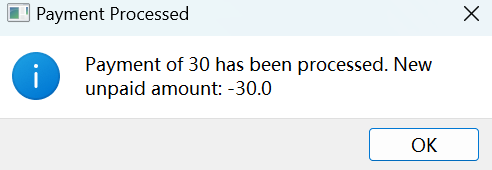 Payment Processed
Payment of 30 has been processed. New
unpaid amount: -30.0
OK